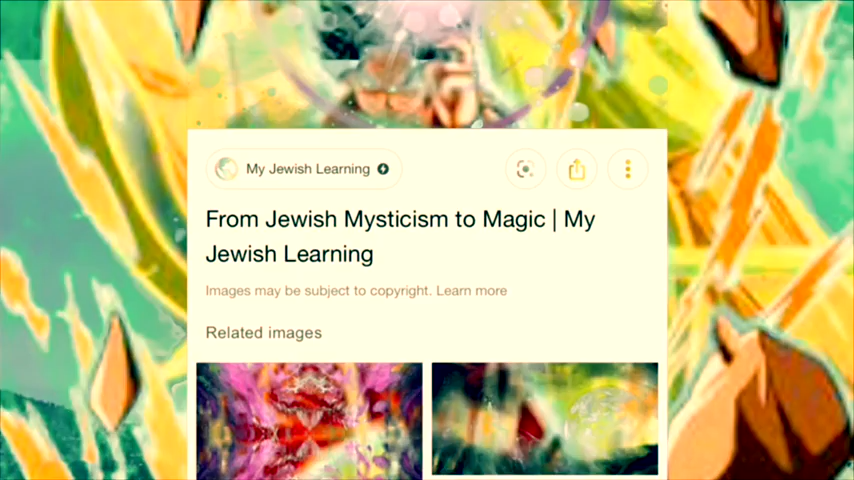 My Jewish Learning
From Jewish Mysticism to Magic | My
Jewish Learning
Images may be subject to copyright. Learn more
Related images